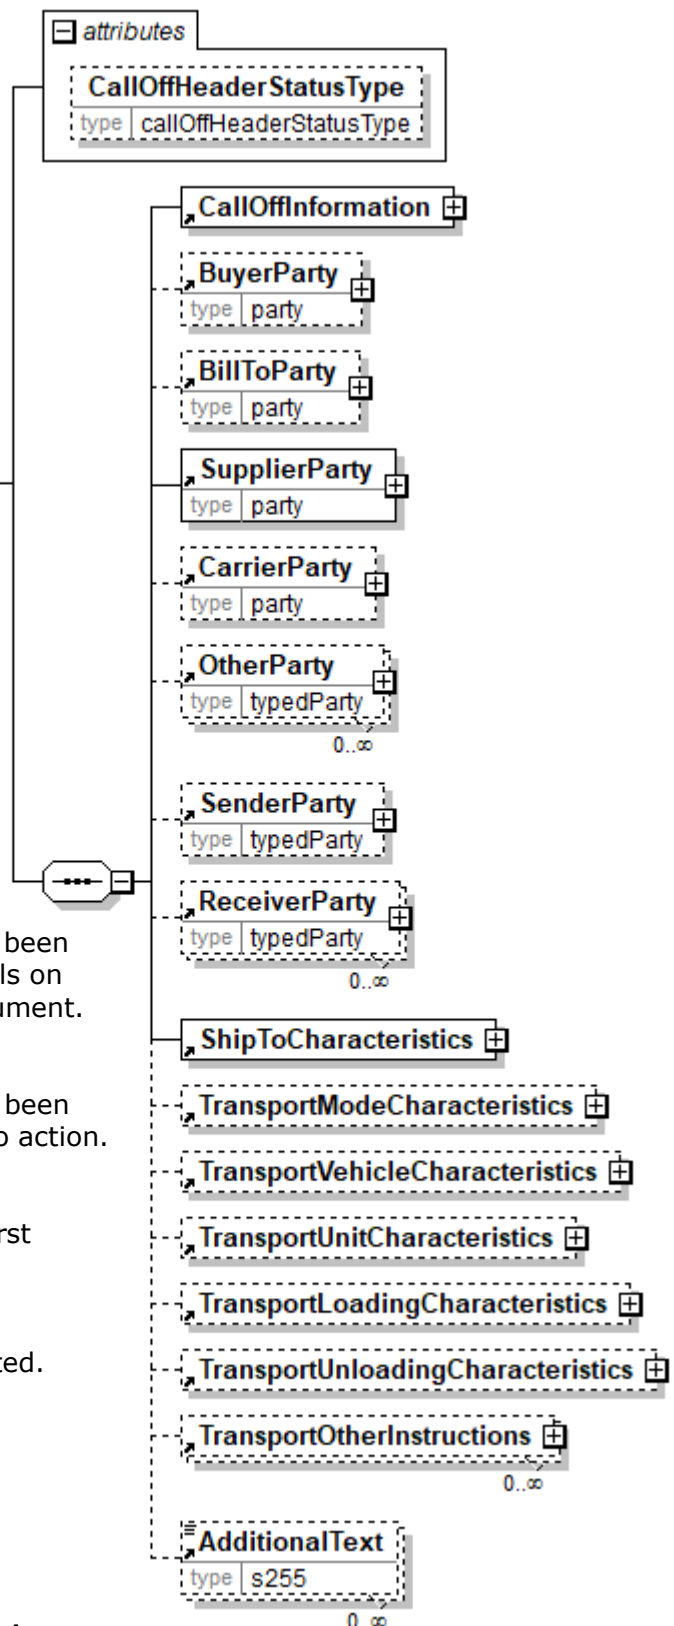 attributes
CallOffHeaderStatusType
type callOffHeaderStatusType
CallOffInformation
BuyerParty
type party
BillToParty
type party
SupplierParty
type party
CarrierParty
type party
OtherParty
type typedParty
0..∞
SenderParty
type typedParty
ReceiverParty
type typedParty
0..∞
been
ls on
ument.
ShipToCharacteristics
been
TransportModeCharacteristics
o action.
TransportVehicleCharacteristics
rst
TransportUnitCharacteristics
TransportLoadingCharacteristics
ted.
TransportUnloadingCharacteristics
TransportOtherInstructions
0..∞
AdditionalText
type s255
0..∞